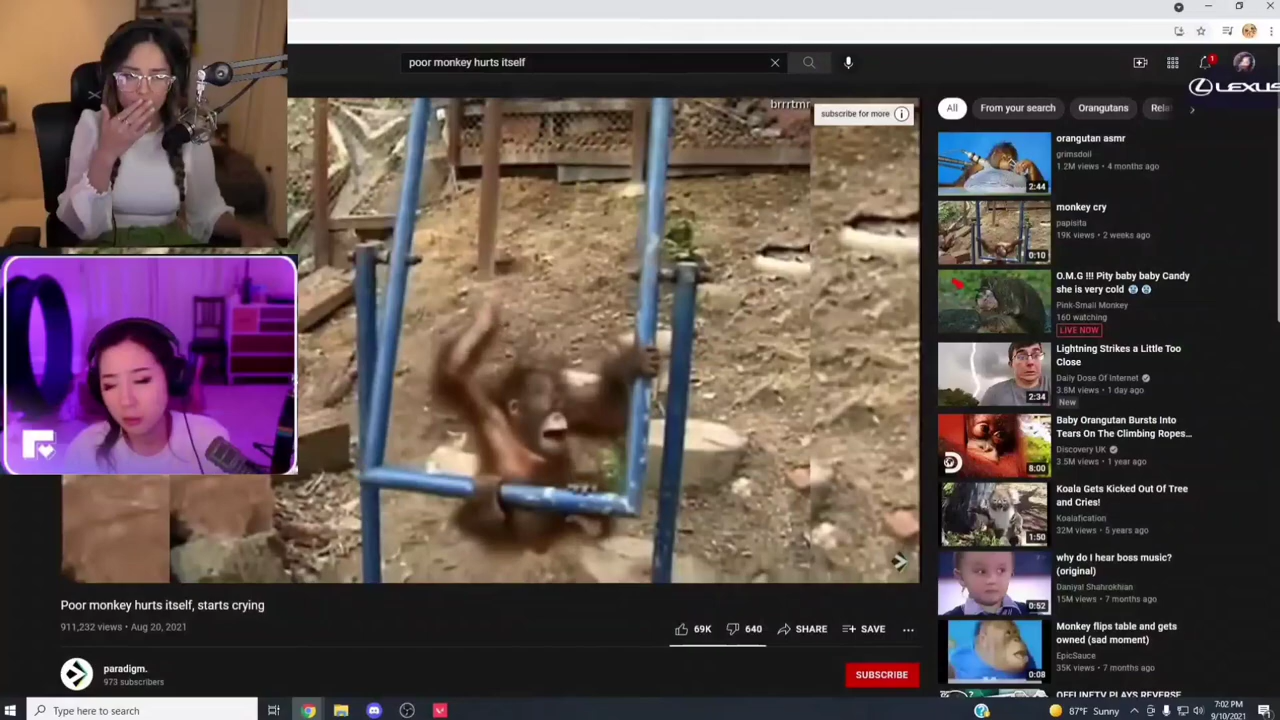 poor monkey hurts itself
LEXUS
brrrtmr
subscribe for more
All
From your search
Orangutans
Rela
orangutan asmr
grimsdoll
1.2M views • 4 months ago
2:44
monkey cry
papisita
19K views • 2 weeks ago
0:10
O.M.G !!! Pity baby baby Candy
she is very cold
Pink-Small Monkey
160 watching
LIVE NOW
Lightning Strikes a Little Too
Close
Daily Dose Of Internet
3.8M views • 1 day ago
New
2:34
Baby Orangutan Bursts Into
Tears On The Climbing Ropes...
Discovery UK
3.5M views • 1 year ago
8:00
Koala Gets Kicked Out Of Tree
and Cries!
Koalafication
32M views • 5 years ago
1:50
why do I hear boss music?
(original)
Daniyal Shahrokhian
15M views • 7 months ago
0:52
Monkey flips table and gets
owned (sad moment)
EpicSauce
35K views • 7 months ago
0:08
OFFLINETV PLAYS REVERSE
Poor monkey hurts itself, starts crying
911,232 views • Aug 20, 2021
69K
640
SHARE
SAVE
paradigm.
973 subscribers
SUBSCRIBE
Type here to search
87°F Sunny
7:02 PM
9/10/2021